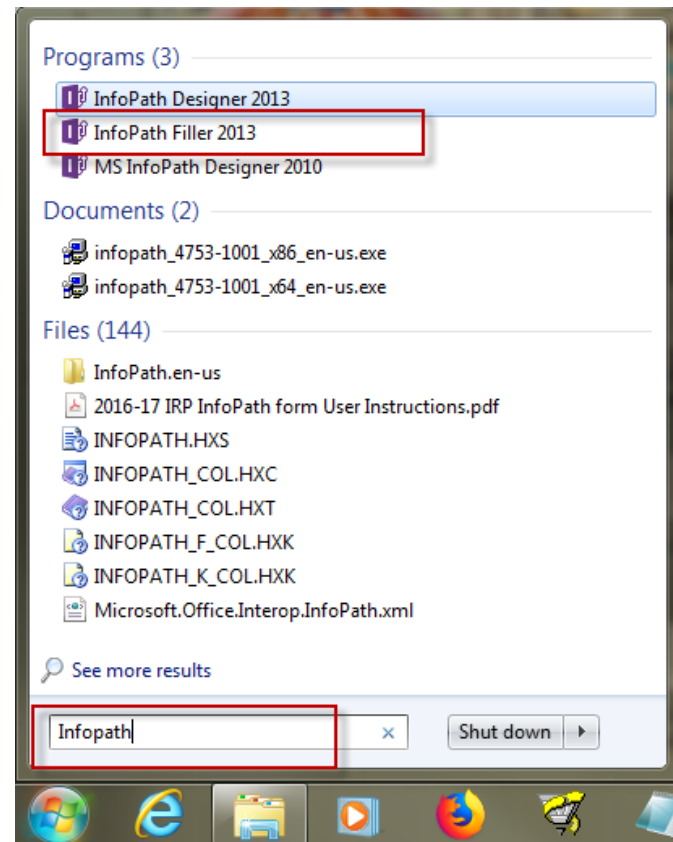 Programs (3)
InfoPath Designer 2013
InfoPath Filler 2013
MS InfoPath Designer 2010
Documents (2)
infopath_4753-1001_x86_en-us.exe
infopath_4753-1001_x64_en-us.exe
Files (144)
InfoPath.en-us
2016-17 IRP InfoPath form User Instructions.pdf
INFOPATH.HXS
INFOPATH_COL.HXC
INFOPATH_COL.HXT
INFOPATH_F_COL.HXK
INFOPATH_K_COL.HXK
Microsoft.Office.Interop.InfoPath.xml
See more results
Infopath Shut down